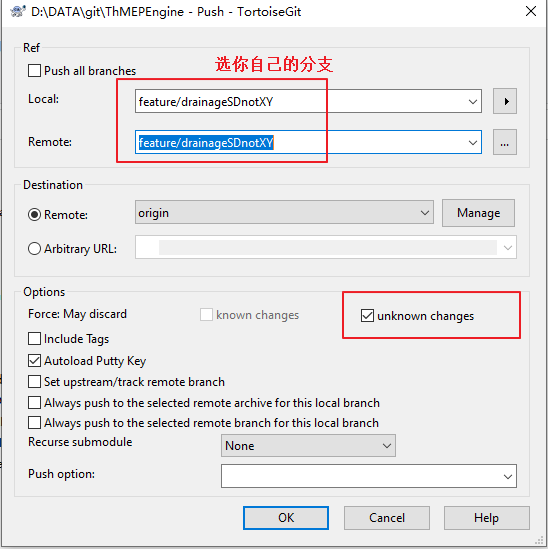 D:\DATA\git\ThMEPEngine - Push - TortoiseGit
Ref
Push all branches
选你自己的分支
Local:
feature/drainageSDnotXY
Remote:
feature/drainageSDnotXY
...
Destination
Remote:
origin
Manage
Arbitrary URL:
Options
Force: May discard
known changes
unknown changes
Include Tags
Autoload Putty Key
Set upstream/track remote branch
Always push to the selected remote archive for this local branch
Always push to the selected remote branch for this local branch
Recurse submodule
None
Push option:
OK
Cancel
Help